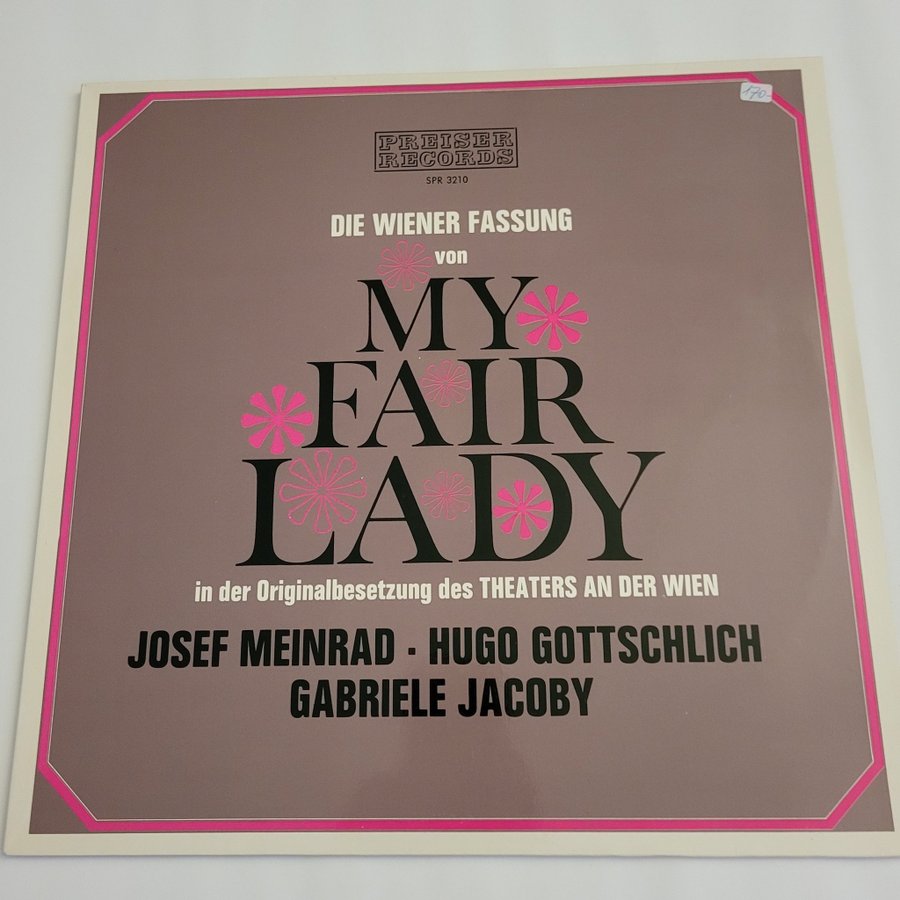 170.-
PREISER
RECORDS
SPR 3210
DIE WIENER FASSUNG
von
MY
FAIR
LADY
in der Originalbesetzung des THEATERS AN DER WIEN
JOSEF MEINRAD · HUGO GOTTSCHLICH
GABRIELE JACOBY